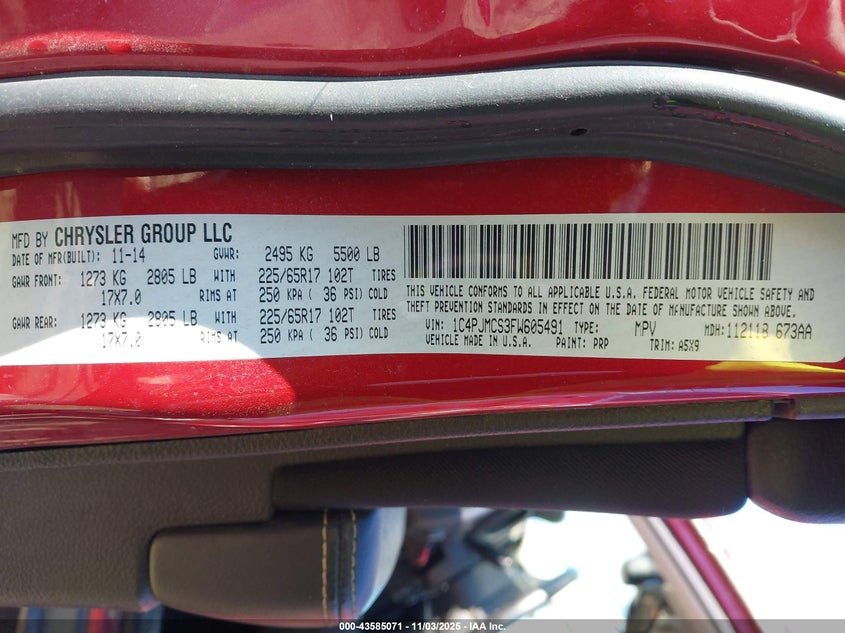 MFD BY CHRYSLER GROUP LLC
DATE OF MFR(BUILT): 11-14 GVWR: 2495 KG 5500 LB
GAWR FRONT: 1273 KG 2805 LB WITH 225/65R17 102T TIRES
17X7.0 RIMS AT 250 KPA ( 36 PSI) COLD
GAWR REAR: 1273 KG 2805 LB WITH 225/65R17 102T TIRES
17X7.0 RIMS AT 250 KPA ( 36 PSI) COLD
THIS VEHICLE CONFORMS TO ALL APPLICABLE U.S.A. FEDERAL MOTOR VEHICLE SAFETY AND
THEFT PREVENTION STANDARDS IN EFFECT ON THE DATE OF MANUFACTURE SHOWN ABOVE.
VIN: 1C4PJMCS3FW605491 TYPE: MPV MDH: 112118 673AA
VEHICLE MADE IN U.S.A. PAINT: PRP TRIM: A5X9
000-43585071 - 11/03/2025 - IAA Inc.